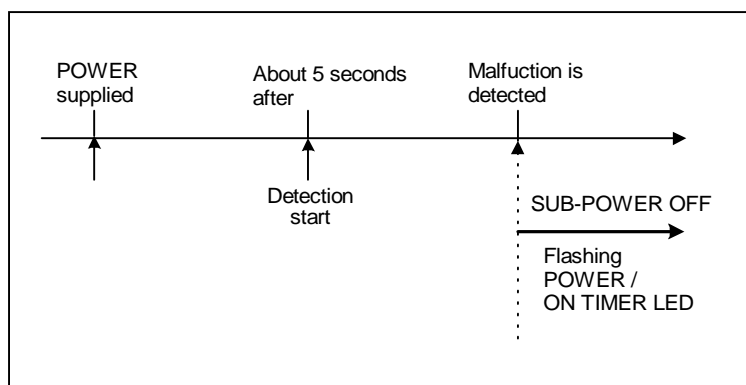 POWER
supplied
About 5 seconds
after
Malfuction is
detected
Detection
start
SUB-POWER OFF
Flashing
POWER /
ON TIMER LED